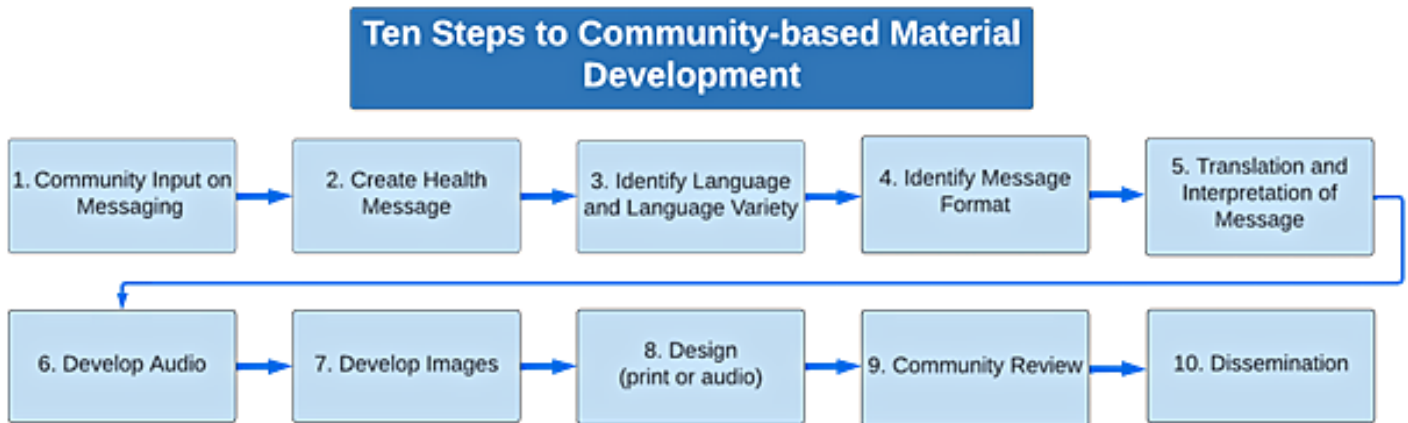 Ten Steps to Community-based Material
Development
1. Community Input on
Messaging
2. Create Health
Message
3. Identify Language
and Language Variety
4. Identify Message
Format
5. Translation and
Interpretation of
Message
6. Develop Audio
7. Develop Images
8. Design
(print or audio)
9. Community Review
10. Dissemination